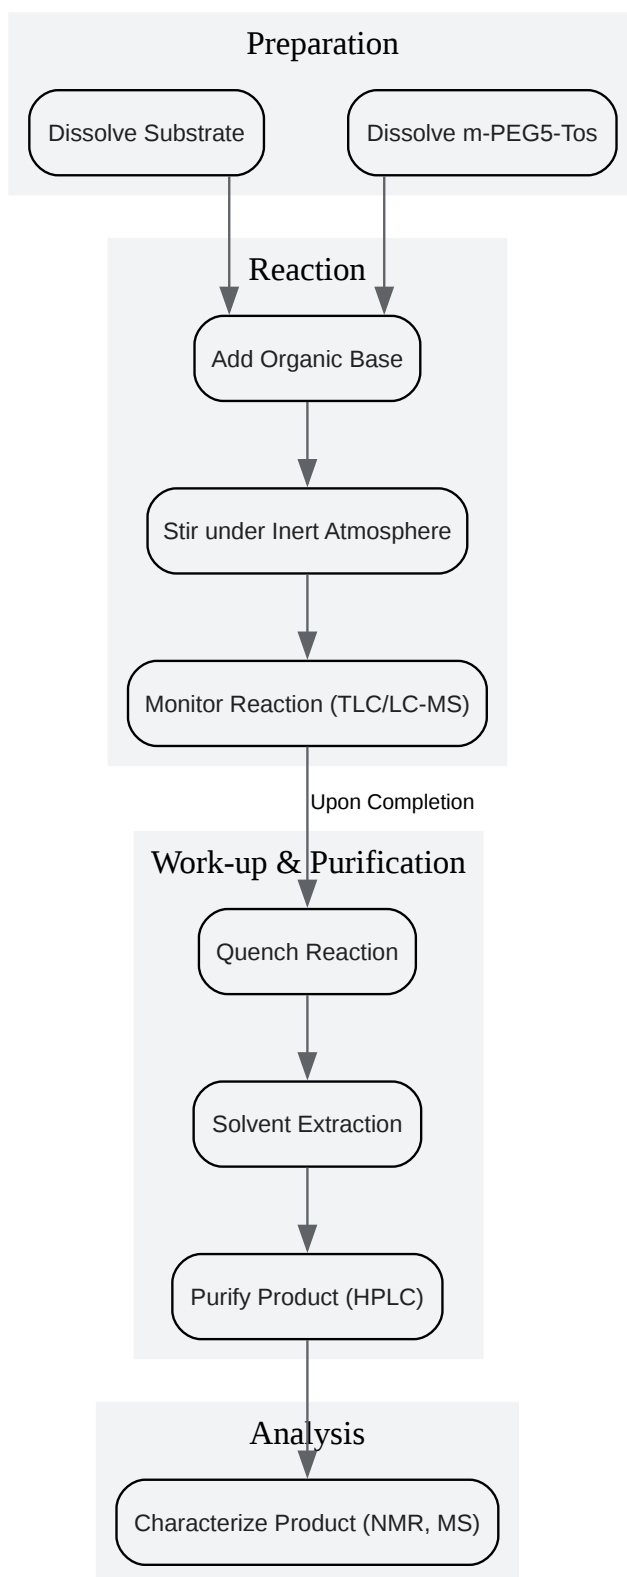 Preparation
Dissolve Substrate
Dissolve m-PEG5-Tos
Reaction
Add Organic Base
Stir under Inert Atmosphere
Monitor Reaction (TLC/LC-MS)
Upon Completion
Work-up & Purification
Quench Reaction
Solvent Extraction
Purify Product (HPLC)
Analysis
Characterize Product (NMR, MS)